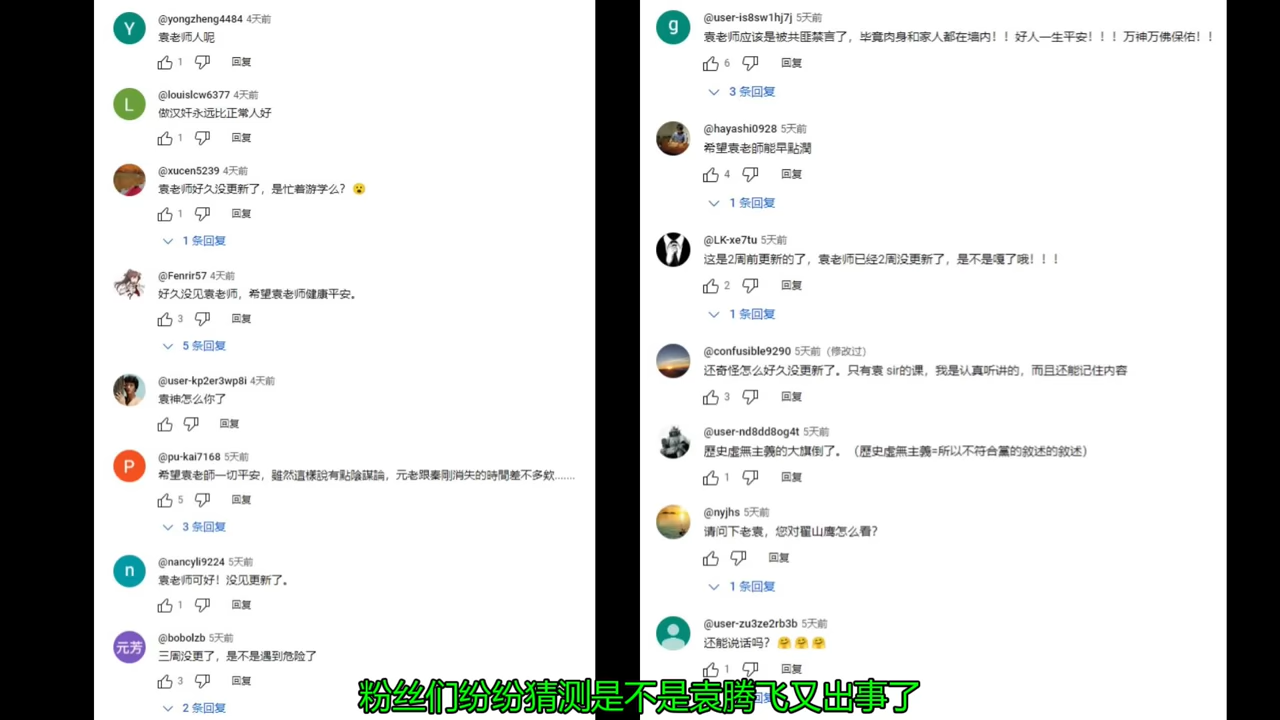 @yongzheng4484 4天前
袁老师人呢
1 回复
@louislcw6377 4天前
做汉奸永远比正常人好
1 回复
@xucen5239 4天前
袁老师好久没更新了，是忙着游学么？😮
1 回复
1 条回复
@Fenrir57 4天前
好久没见袁老师，希望袁老师健康平安。
3 回复
5 条回复
@user-kp2er3wp8i 4天前
袁神怎么你了
回复
@pu-kai7168 5天前
希望袁老師一切平安，雖然這樣說有點陰謀論，元老跟秦剛消失的時間差不多欸.......
5 回复
3 条回复
@nancyli9224 5天前
袁老师可好！没见更新了。
1 回复
@bobolzb 5天前
三周没更了，是不是遇到危险了
3 回复
2 条回复
@user-is8sw1hj7j 5天前
袁老师应该是被共匪禁言了，毕竟肉身和家人都在墙内！！好人一生平安！！！万神万佛保佑！！
6 回复
3 条回复
@hayashi0928 5天前
希望袁老師能早點潤
4 回复
1 条回复
@LK-xe7tu 5天前
这是2周前更新的了，袁老师已经2周没更新了，是不是嘎了哦！！！
2 回复
1 条回复
@confusible9290 5天前（修改过）
还奇怪怎么好久没更新了。只有袁 sir的课，我是认真听讲的，而且还能记住内容
3 回复
@user-nd8dd8og4t 5天前
歷史虛無主義的大旗倒了。（歷史虛無主義=所以不符合黨的敘述的敘述）
1 回复
@nyjhs 5天前
请问下老袁，您对翟山鹰怎么看？
回复
1 条回复
@user-zu3ze2rb3b 5天前
还能说话吗？🤗🤗🤗
1 回复
粉丝们纷纷猜测是不是袁腾飞又出事了